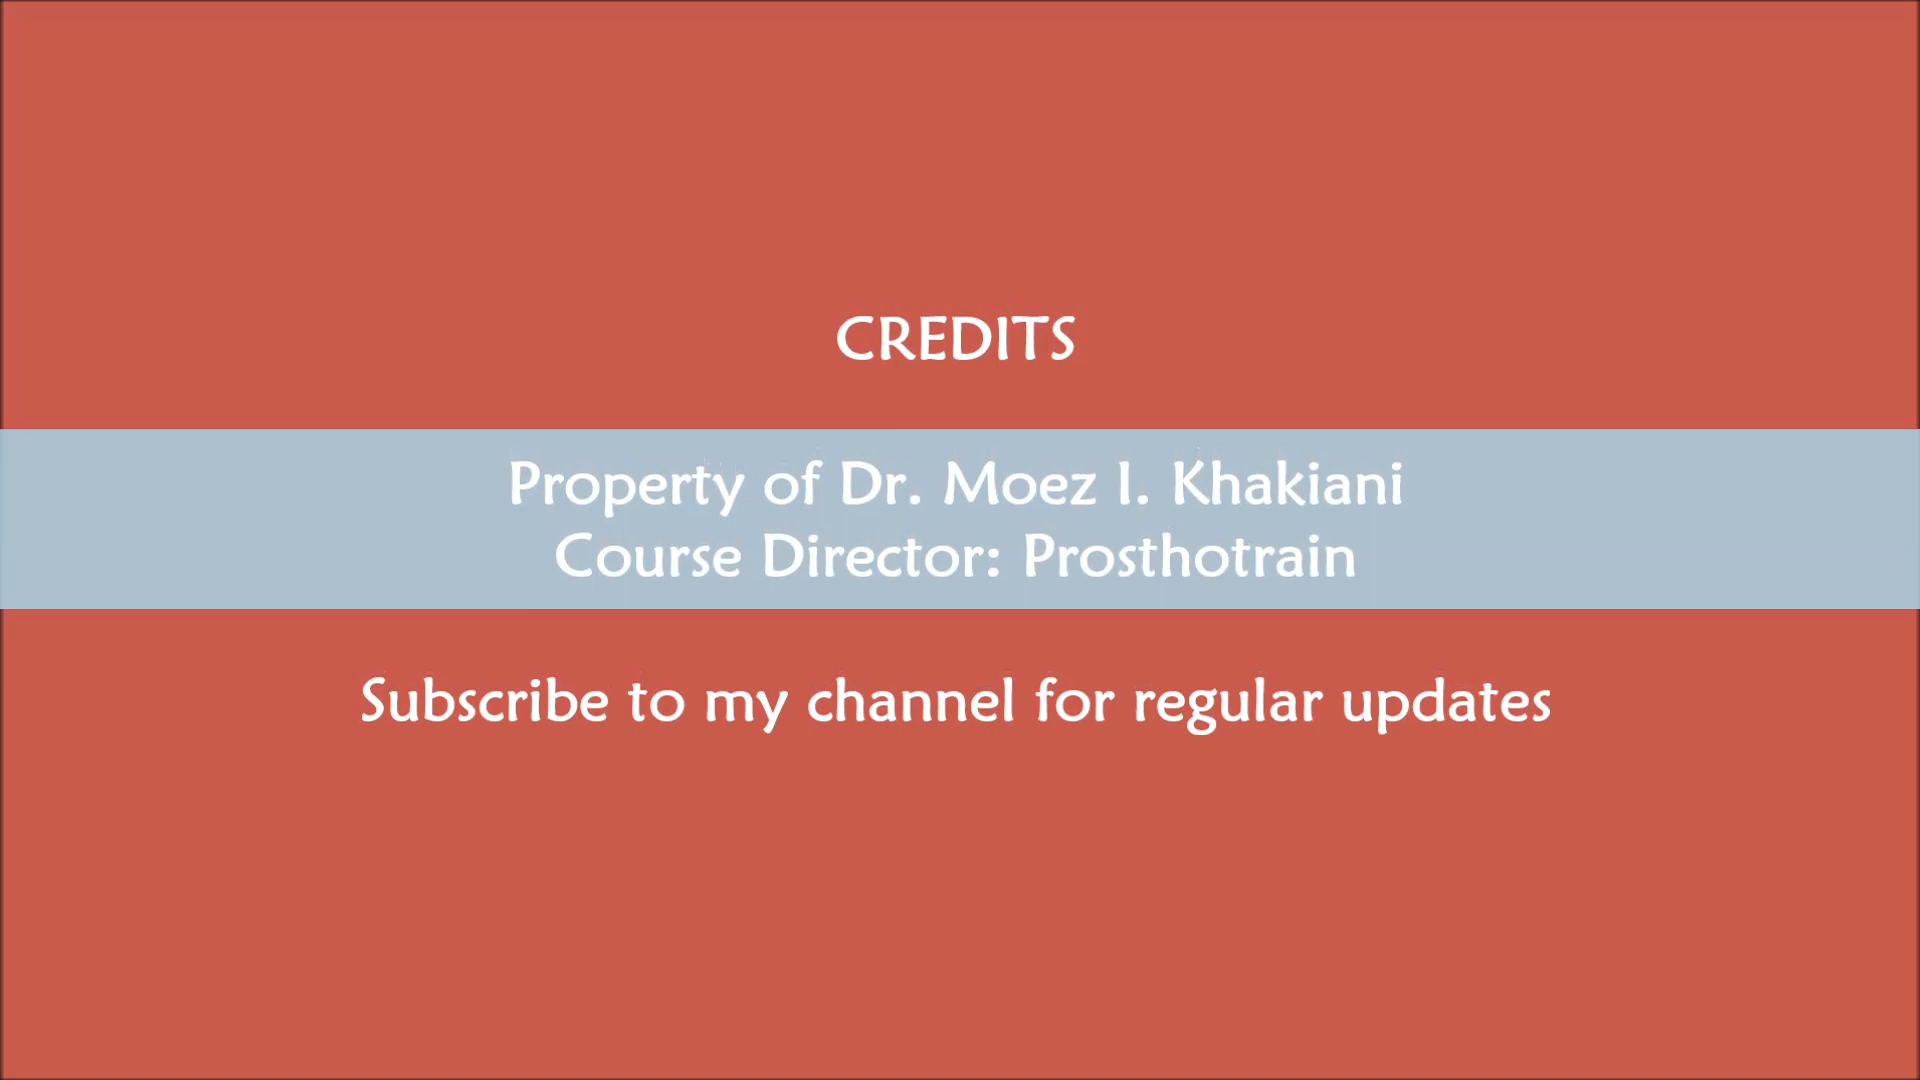 CREDITS
Property of Dr. Moez I. Khakiani
Course Director: Prosthotrain
Subscribe to my channel for regular updates